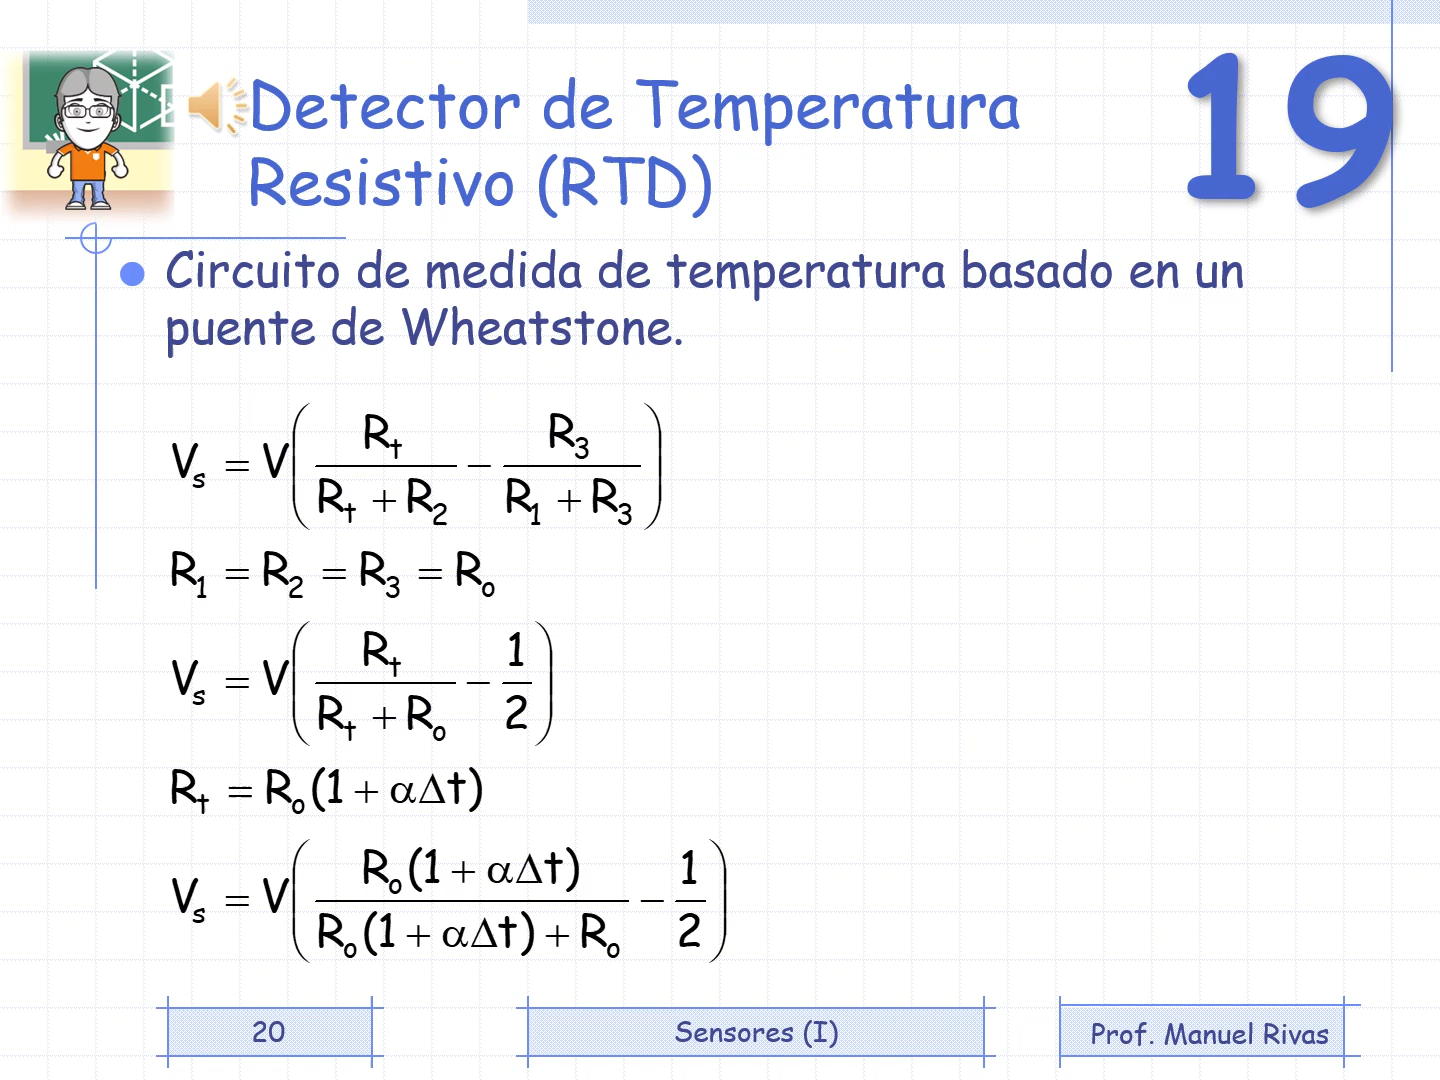 Detector de Temperatura
Resistivo (RTD)
19
Circuito de medida de temperatura basado en un
puente de Wheatstone.
Vₛ = V(Rₜ/(Rₜ + R₂) − R₃/(R₁ + R₃))
R₁ = R₂ = R₃ = Rₒ
Vₛ = V(Rₜ/(Rₜ + Rₒ) − 1/2)
Rₜ = Rₒ(1 + αΔt)
Vₛ = V(Rₒ(1 + αΔt)/(Rₒ(1 + αΔt) + Rₒ) − 1/2)
20
Sensores (I)
Prof. Manuel Rivas